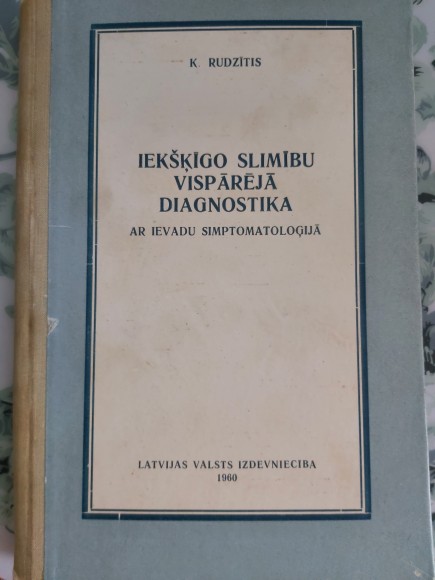 K. RUDZĪTIS
IEKŠĶĪGO SLIMĪBU
VISPĀRĒJĀ
DIAGNOSTIKA
AR IEVADU SIMPTOMATOLOĢIJĀ
LATVIJAS VALSTS IZDEVNIECĪBA
1960